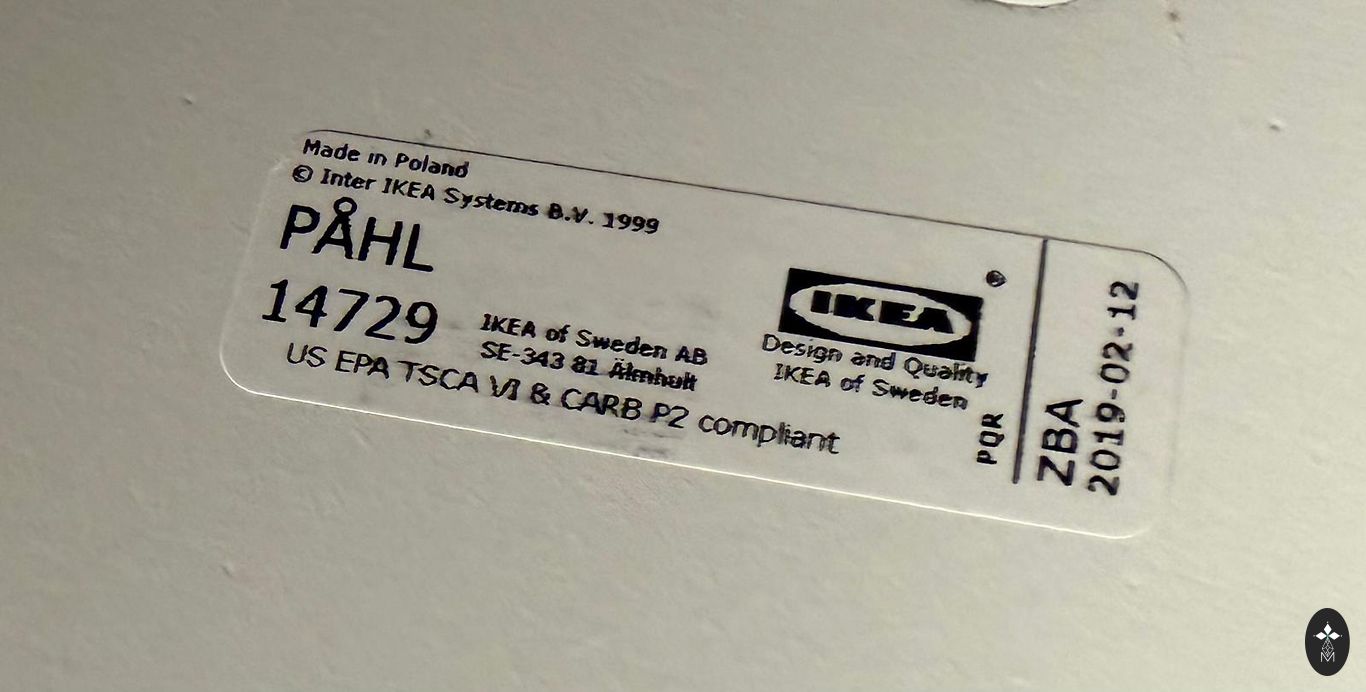 Made in Poland
© Inter IKEA Systems B.V. 1999
PÅHL
14729
IKEA of Sweden AB
SE-343 81 Älmhult
US EPA TSCA VI & CARB P2 compliant
IKEA
®
Design and Quality
IKEA of Sweden
PQR
ZBA
2019-02-12
M